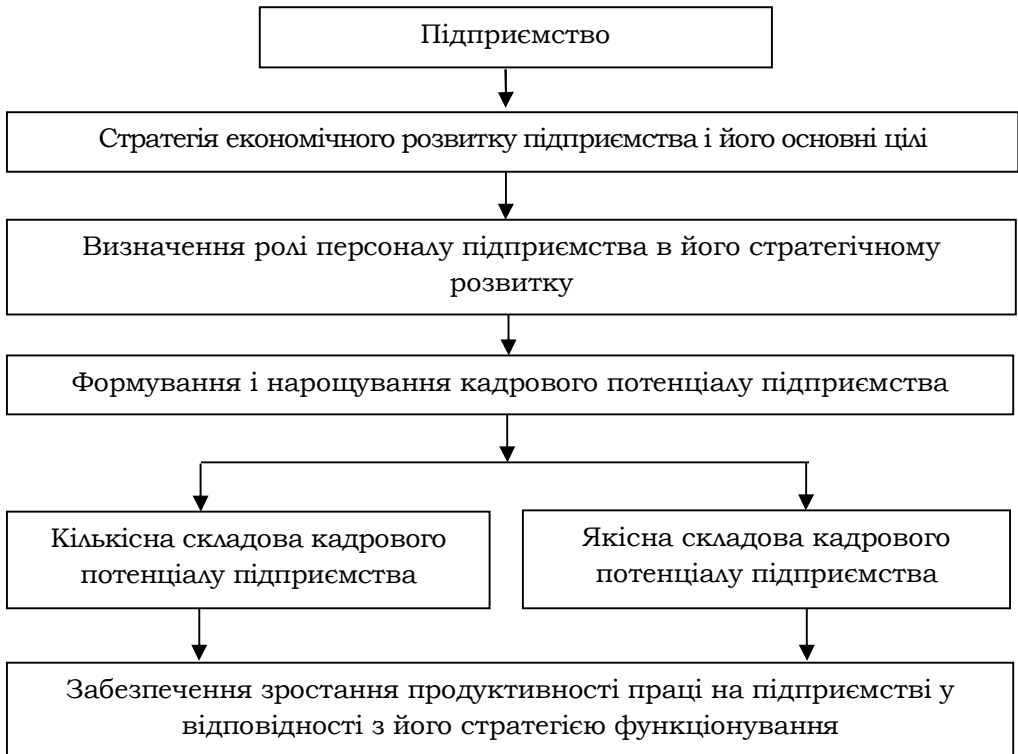 Підприємство
Стратегія економічного розвитку підприємства і його основні цілі
Визначення ролі персоналу підприємства в його стратегічному
розвитку
Формування і нарощування кадрового потенціалу підприємства
Кількісна складова кадрового
потенціалу підприємства
Якісна складова кадрового
потенціалу підприємства
Забезпечення зростання продуктивності праці на підприємстві у
відповідності з його стратегією функціонування